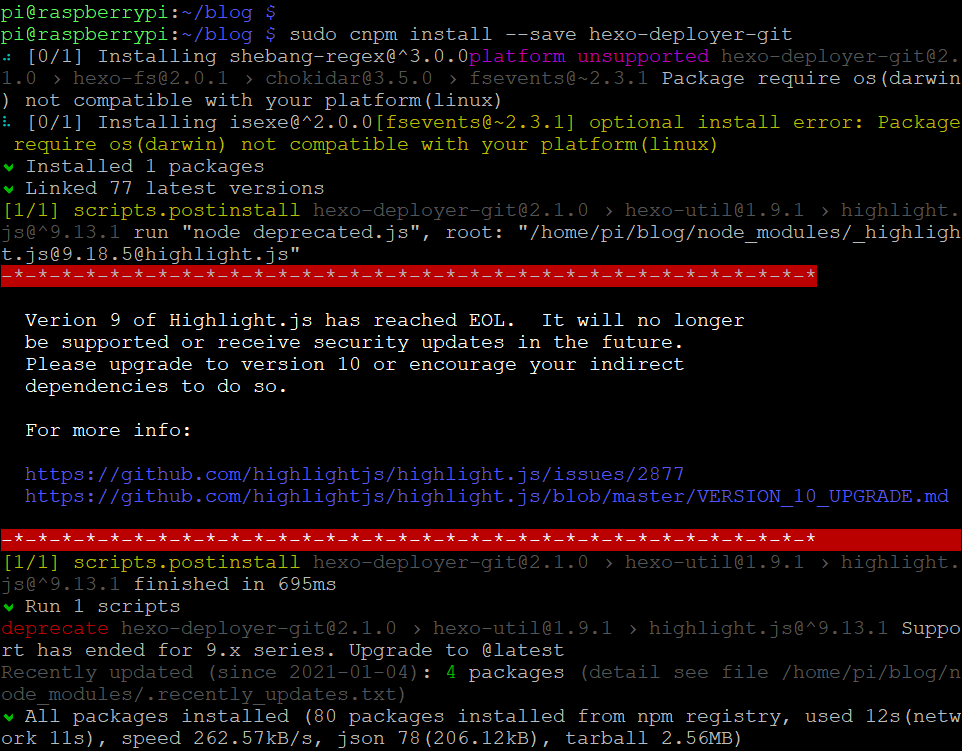 pi@raspberrypi:~/blog $
pi@raspberrypi:~/blog $ sudo cnpm install --save hexo-deployer-git
⠴ [0/1] Installing shebang-regex@^3.0.0platform unsupported hexo-deployer-git@2.
1.0 › hexo-fs@2.0.1 › chokidar@3.5.0 › fsevents@~2.3.1 Package require os(darwin
) not compatible with your platform(linux)
⠧ [0/1] Installing isexe@^2.0.0[fsevents@~2.3.1] optional install error: Package
 require os(darwin) not compatible with your platform(linux)
✔ Installed 1 packages
✔ Linked 77 latest versions
[1/1] scripts.postinstall hexo-deployer-git@2.1.0 › hexo-util@1.9.1 › highlight.
js@^9.13.1 run "node deprecated.js", root: "/home/pi/blog/node_modules/_highligh
t.js@9.18.5@highlight.js"
-*-*-*-*-*-*-*-*-*-*-*-*-*-*-*-*-*-*-*-*-*-*-*-*-*-*-*-*-*-*-*-*-*-*
  Verion 9 of Highlight.js has reached EOL.  It will no longer
  be supported or receive security updates in the future.
  Please upgrade to version 10 or encourage your indirect
  dependencies to do so.
  For more info:
  https://github.com/highlightjs/highlight.js/issues/2877
  https://github.com/highlightjs/highlight.js/blob/master/VERSION_10_UPGRADE.md
-*-*-*-*-*-*-*-*-*-*-*-*-*-*-*-*-*-*-*-*-*-*-*-*-*-*-*-*-*-*-*-*-*-*
[1/1] scripts.postinstall hexo-deployer-git@2.1.0 › hexo-util@1.9.1 › highlight.
js@^9.13.1 finished in 695ms
✔ Run 1 scripts
deprecate hexo-deployer-git@2.1.0 › hexo-util@1.9.1 › highlight.js@^9.13.1 Suppo
rt has ended for 9.x series. Upgrade to @latest
Recently updated (since 2021-01-04): 4 packages (detail see file /home/pi/blog/n
ode_modules/.recently_updates.txt)
✔ All packages installed (80 packages installed from npm registry, used 12s(netw
ork 11s), speed 262.57kB/s, json 78(206.12kB), tarball 2.56MB)